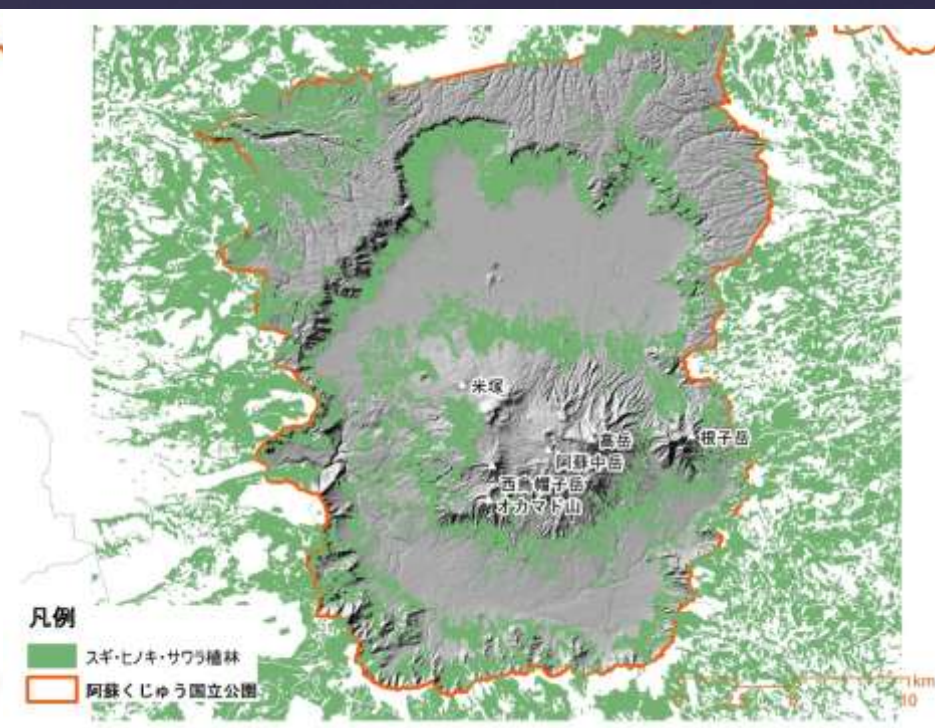 米塚
高岳
根子岳
阿蘇中岳
西烏帽子岳
オカマド山
凡例
スギ・ヒノキ・サワラ植林
阿蘇くじゅう国立公園
km
10